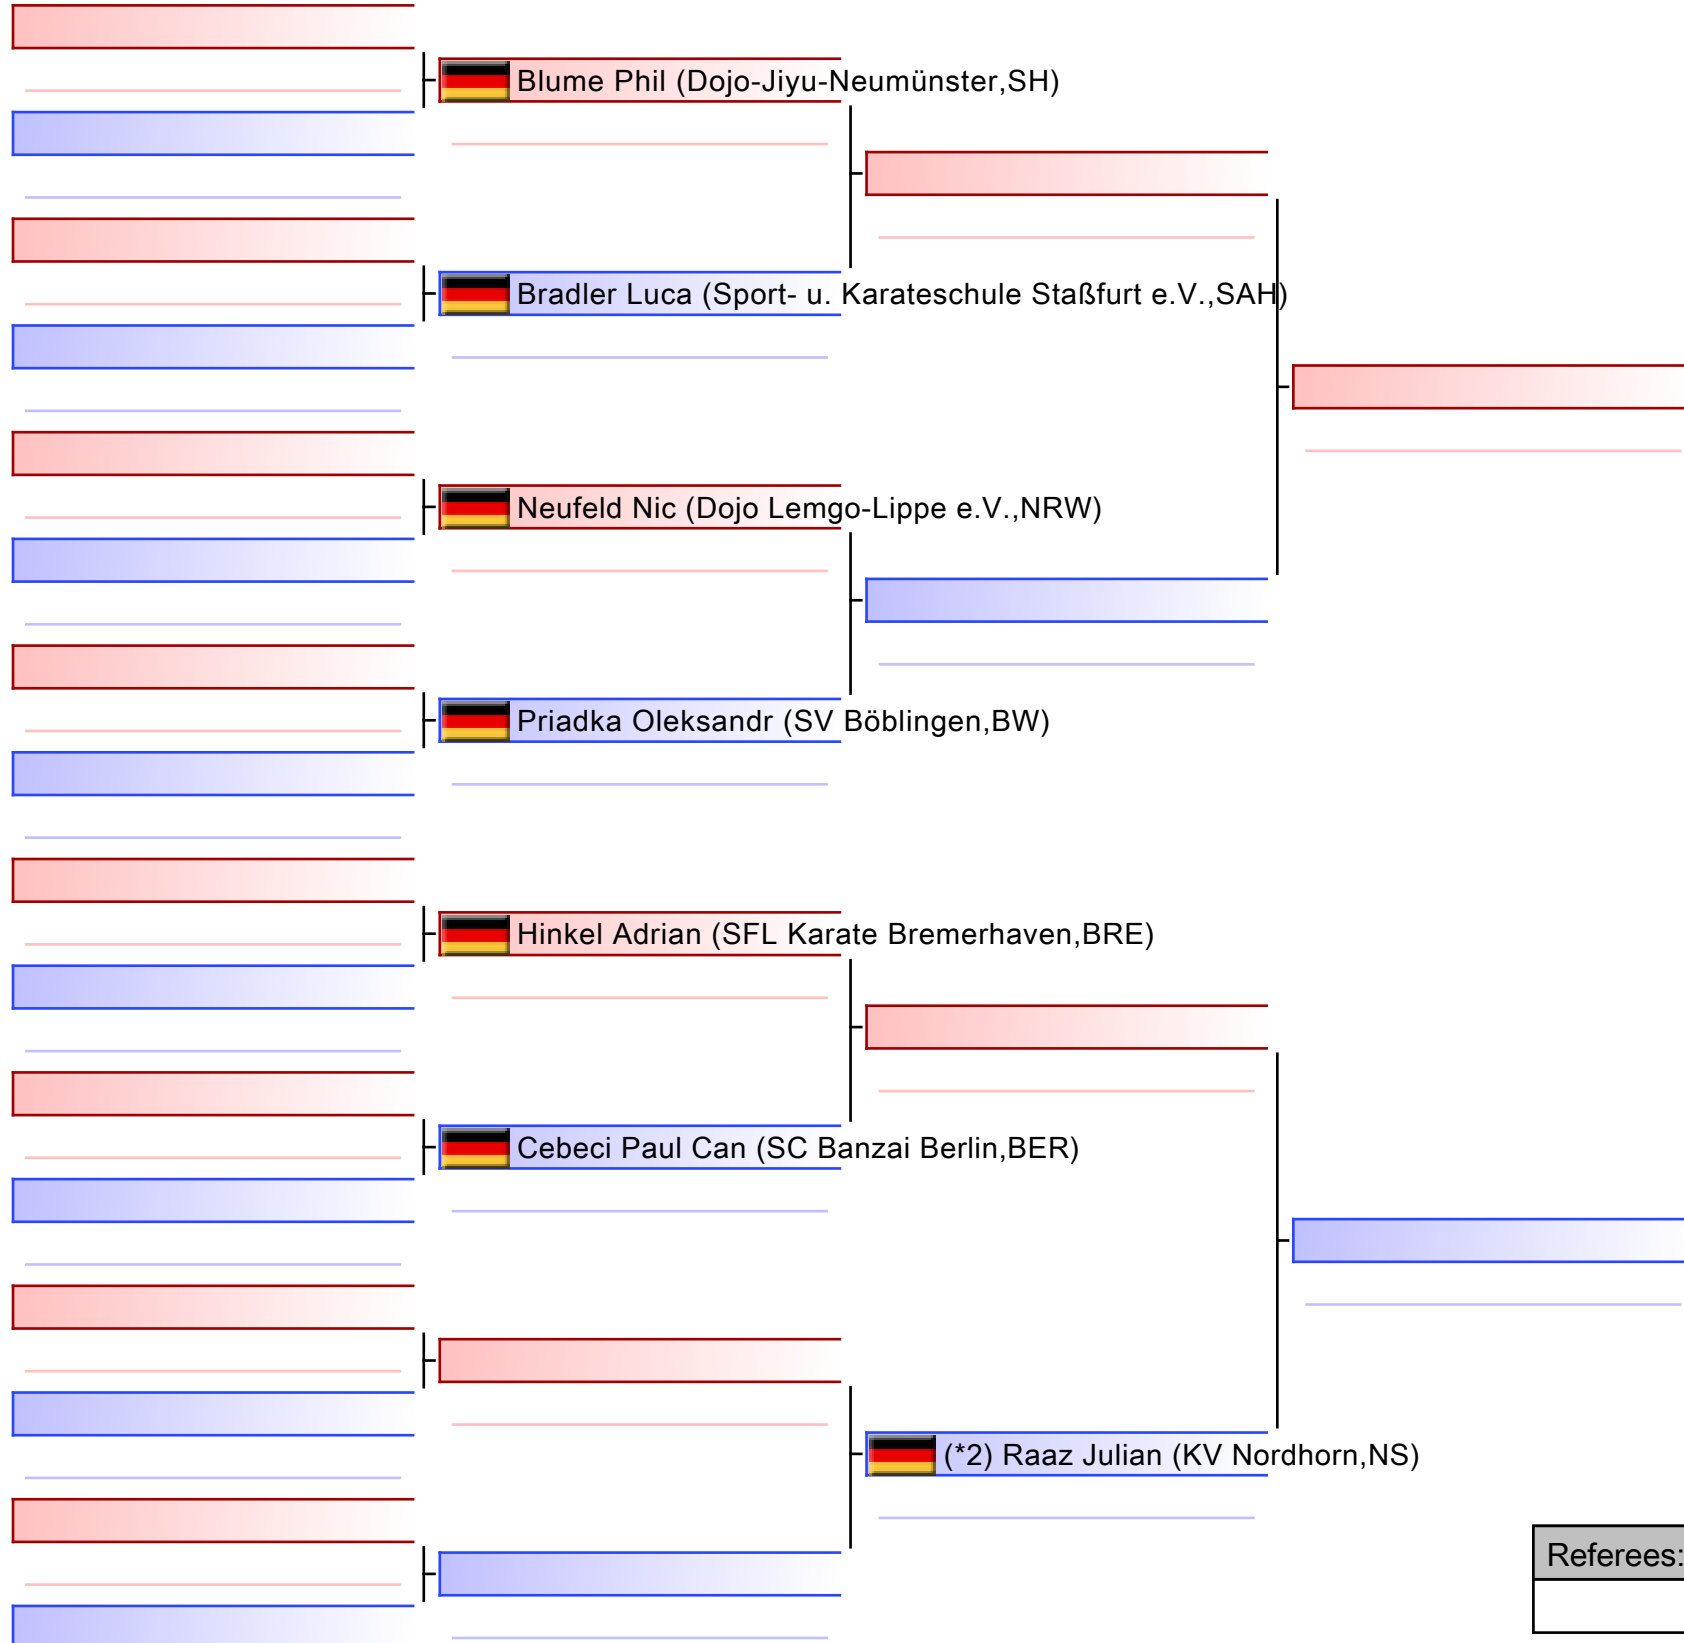 Blume Phil (Dojo-Jiyu-Neumünster,SH)
Bradler Luca (Sport- u. Karateschule Staßfurt e.V.,SAH)
Neufeld Nic (Dojo Lemgo-Lippe e.V.,NRW)
Priadka Oleksandr (SV Böblingen,BW)
Hinkel Adrian (SFL Karate Bremerhaven,BRE)
Cebeci Paul Can (SC Banzai Berlin,BER)
(*2) Raaz Julian (KV Nordhorn,NS)
Referees: